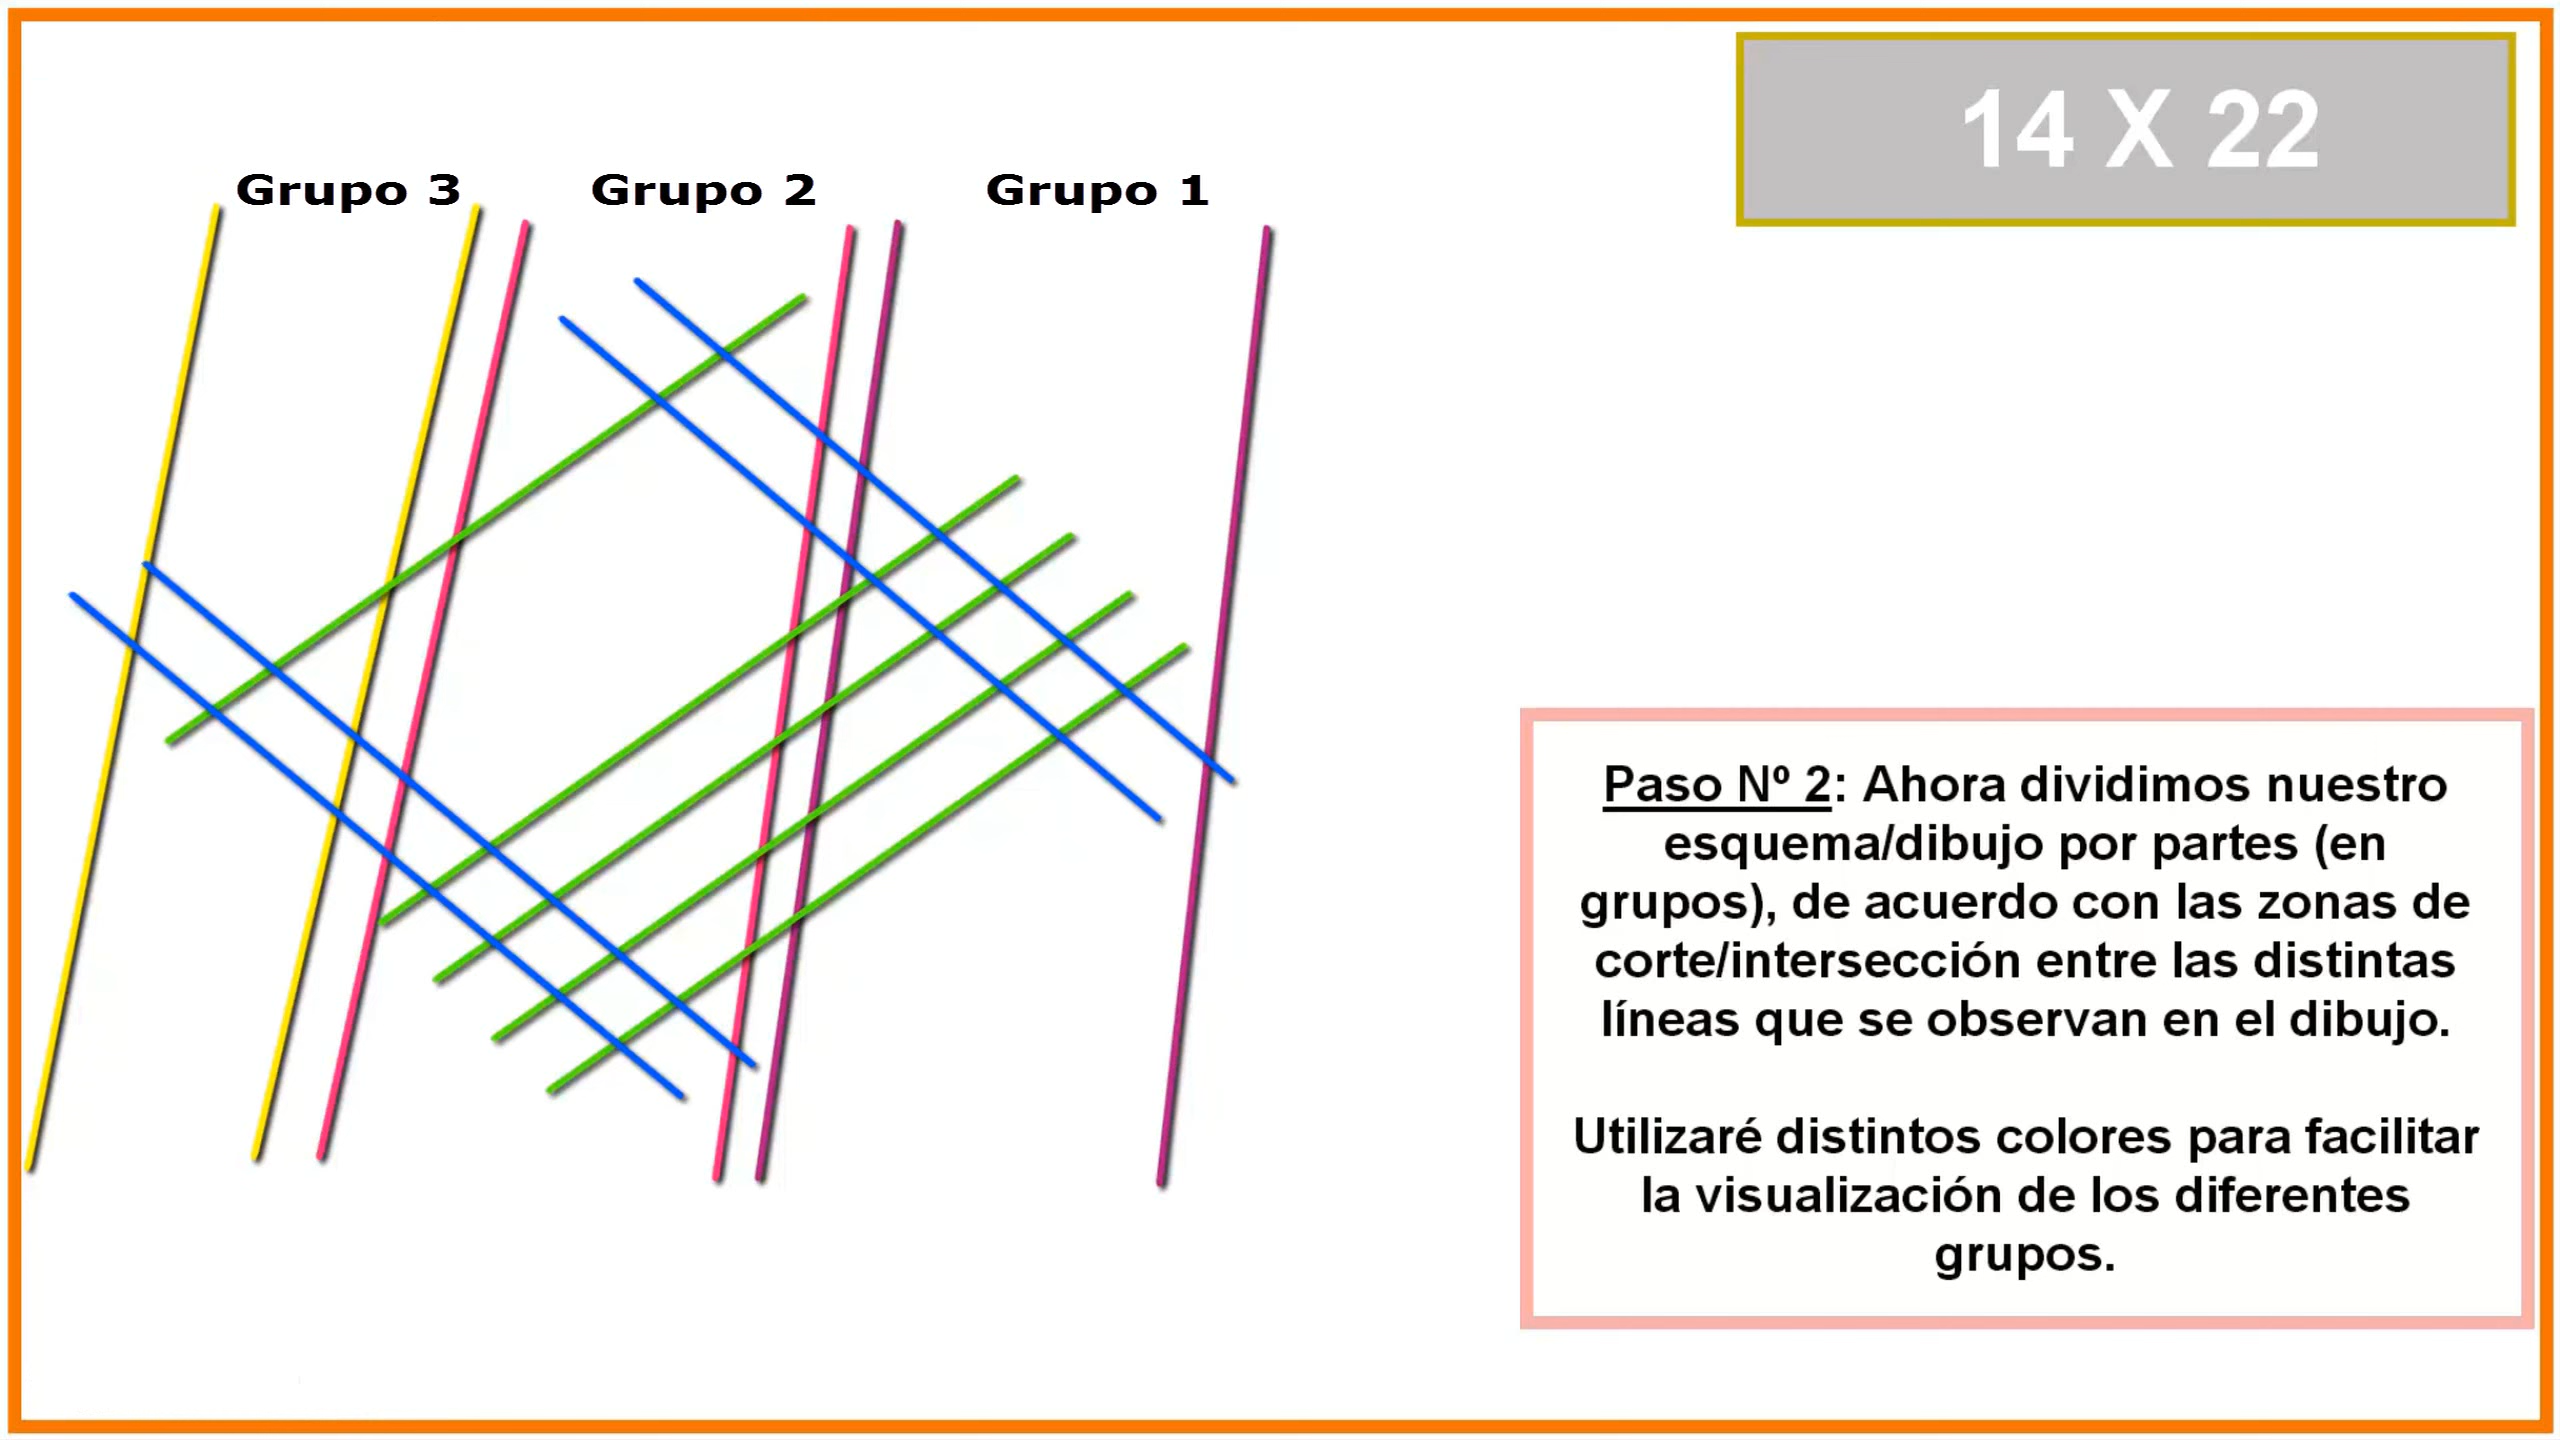 14 X 22
Grupo 3
Grupo 2
Grupo 1
Paso Nº 2: Ahora dividimos nuestro
esquema/dibujo por partes (en
grupos), de acuerdo con las zonas de
corte/intersección entre las distintas
líneas que se observan en el dibujo.
Utilizaré distintos colores para facilitar
la visualización de los diferentes
grupos.